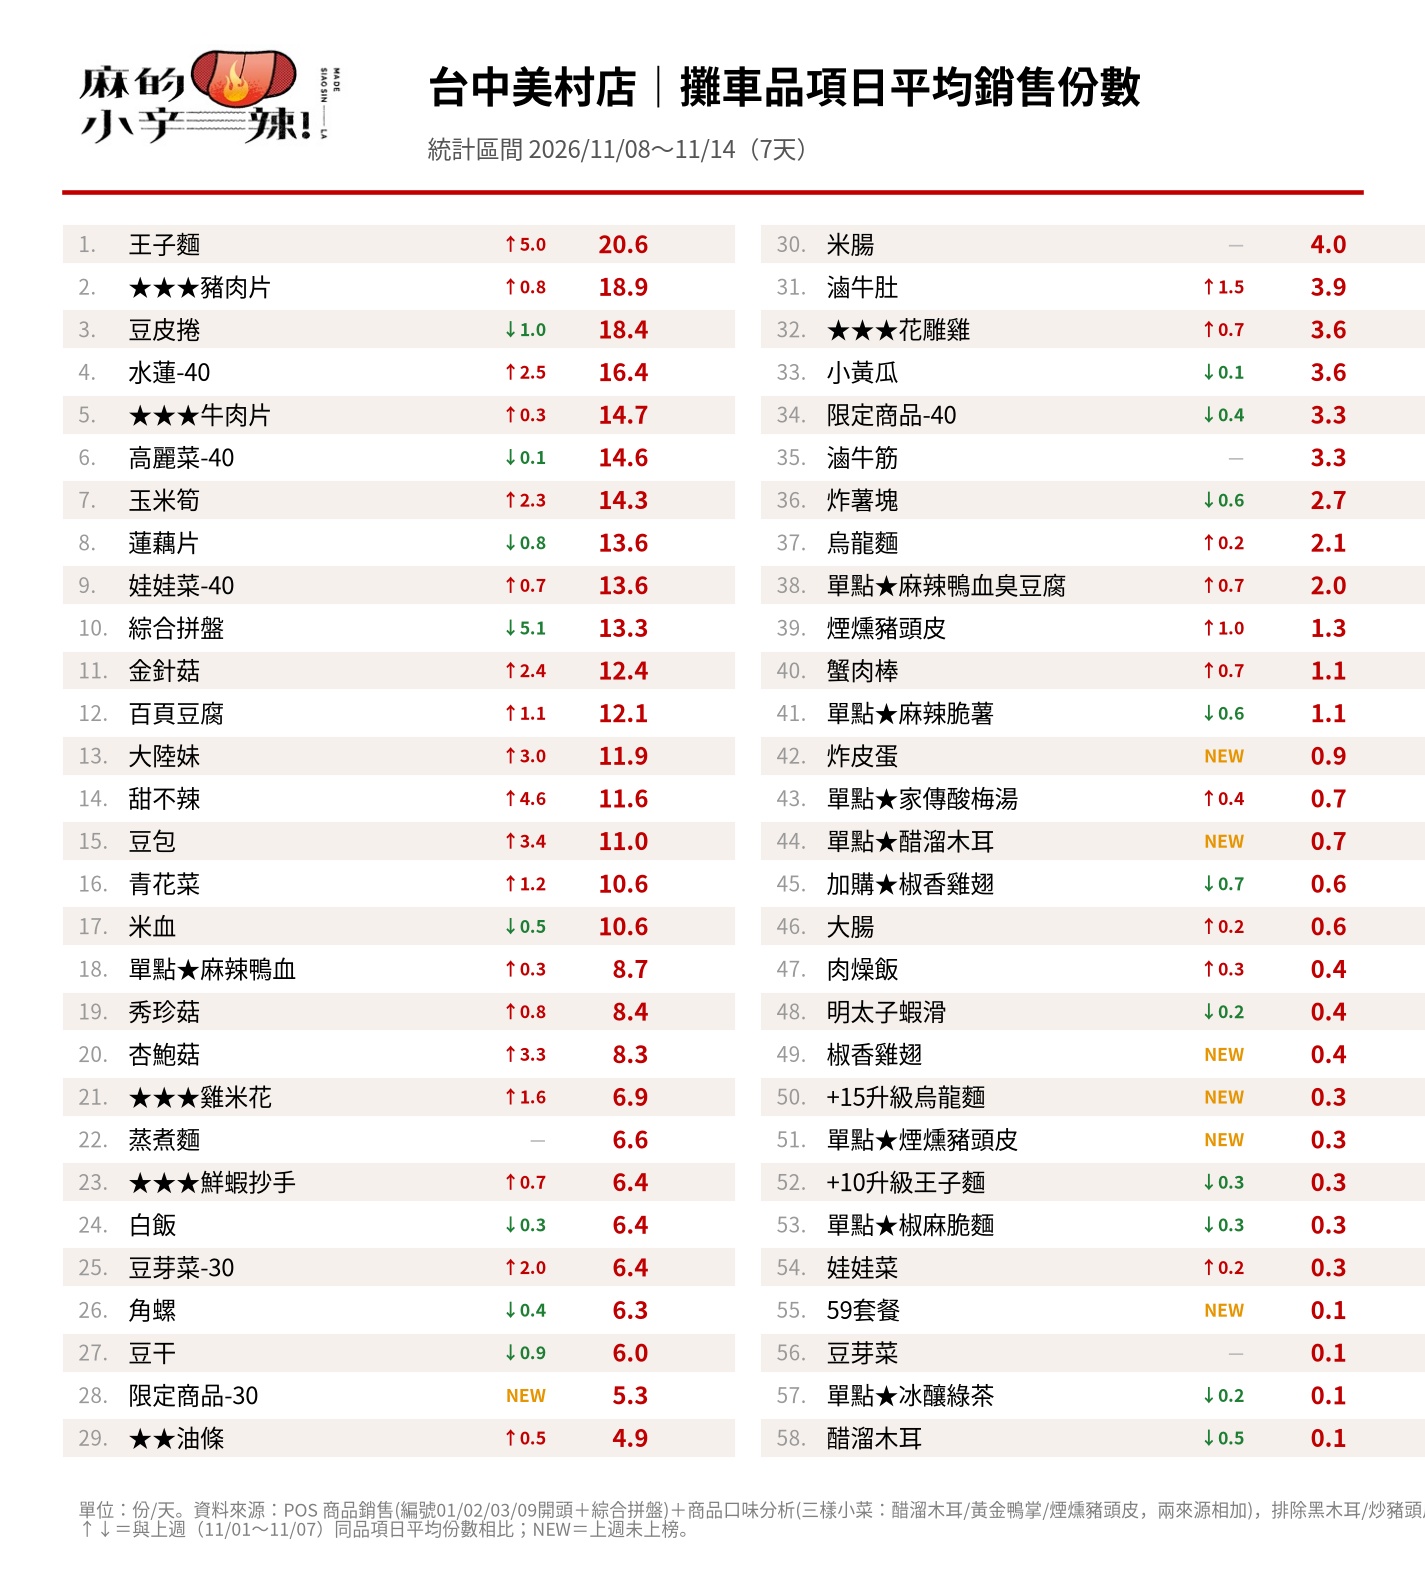 麻的
小辛 辣!
MADE
SIAO SIN — LA
台中美村店｜攤車品項日平均銷售份數
統計區間 2026/11/08～11/14（7天）
1. 王子麵 ↑5.0 20.6
2. ★★★豬肉片 ↑0.8 18.9
3. 豆皮捲 ↓1.0 18.4
4. 水蓮-40 ↑2.5 16.4
5. ★★★牛肉片 ↑0.3 14.7
6. 高麗菜-40 ↓0.1 14.6
7. 玉米筍 ↑2.3 14.3
8. 蓮藕片 ↓0.8 13.6
9. 娃娃菜-40 ↑0.7 13.6
10. 綜合拼盤 ↓5.1 13.3
11. 金針菇 ↑2.4 12.4
12. 百頁豆腐 ↑1.1 12.1
13. 大陸妹 ↑3.0 11.9
14. 甜不辣 ↑4.6 11.6
15. 豆包 ↑3.4 11.0
16. 青花菜 ↑1.2 10.6
17. 米血 ↓0.5 10.6
18. 單點★麻辣鴨血 ↑0.3 8.7
19. 秀珍菇 ↑0.8 8.4
20. 杏鮑菇 ↑3.3 8.3
21. ★★★雞米花 ↑1.6 6.9
22. 蒸煮麵 — 6.6
23. ★★★鮮蝦抄手 ↑0.7 6.4
24. 白飯 ↓0.3 6.4
25. 豆芽菜-30 ↑2.0 6.4
26. 角螺 ↓0.4 6.3
27. 豆干 ↓0.9 6.0
28. 限定商品-30 NEW 5.3
29. ★★油條 ↑0.5 4.9
30. 米腸 — 4.0
31. 滷牛肚 ↑1.5 3.9
32. ★★★花雕雞 ↑0.7 3.6
33. 小黃瓜 ↓0.1 3.6
34. 限定商品-40 ↓0.4 3.3
35. 滷牛筋 — 3.3
36. 炸薯塊 ↓0.6 2.7
37. 烏龍麵 ↑0.2 2.1
38. 單點★麻辣鴨血臭豆腐 ↑0.7 2.0
39. 煙燻豬頭皮 ↑1.0 1.3
40. 蟹肉棒 ↑0.7 1.1
41. 單點★麻辣脆薯 ↓0.6 1.1
42. 炸皮蛋 NEW 0.9
43. 單點★家傳酸梅湯 ↑0.4 0.7
44. 單點★醋溜木耳 NEW 0.7
45. 加購★椒香雞翅 ↓0.7 0.6
46. 大腸 ↑0.2 0.6
47. 肉燥飯 ↑0.3 0.4
48. 明太子蝦滑 ↓0.2 0.4
49. 椒香雞翅 NEW 0.4
50. +15升級烏龍麵 NEW 0.3
51. 單點★煙燻豬頭皮 NEW 0.3
52. +10升級王子麵 ↓0.3 0.3
53. 單點★椒麻脆麵 ↓0.3 0.3
54. 娃娃菜 ↑0.2 0.3
55. 59套餐 NEW 0.1
56. 豆芽菜 — 0.1
57. 單點★冰釀綠茶 ↓0.2 0.1
58. 醋溜木耳 ↓0.5 0.1
單位：份/天。資料來源：POS 商品銷售(編號01/02/03/09開頭＋綜合拼盤)＋商品口味分析(三樣小菜：醋溜木耳/黃金鴨掌/煙燻豬頭皮，兩來源相加)，排除黑木耳/炒豬頭
↑↓＝與上週（11/01～11/07）同品項日平均份數相比；NEW＝上週未上榜。